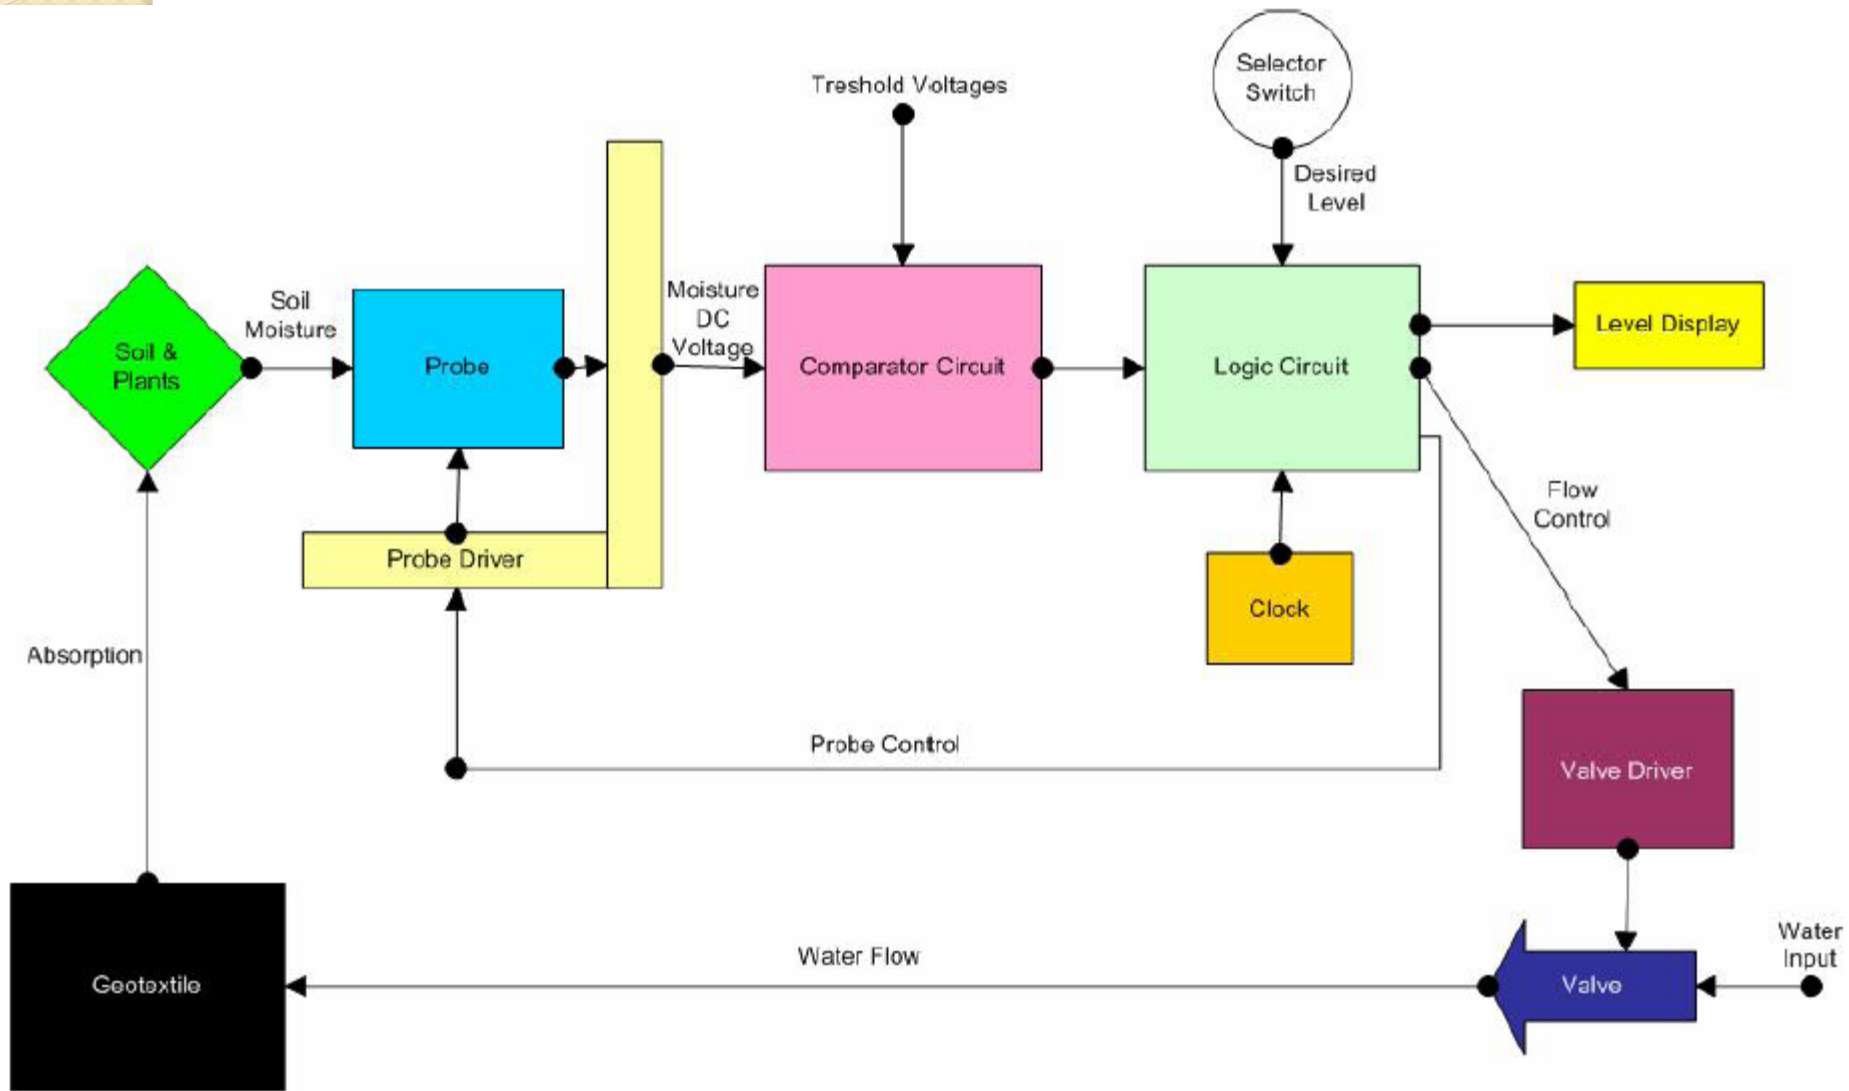 Treshold Voltages
Selector
Switch
Desired
Level
Soil
Moisture
Moisture
DC
Voltage
Soil &
Plants
Probe
Comparator Circuit
Logic Circuit
Level Display
Probe Driver
Clock
Flow
Control
Absorption
Probe Control
Valve Driver
Water Flow
Water
Input
Geotextile
Valve